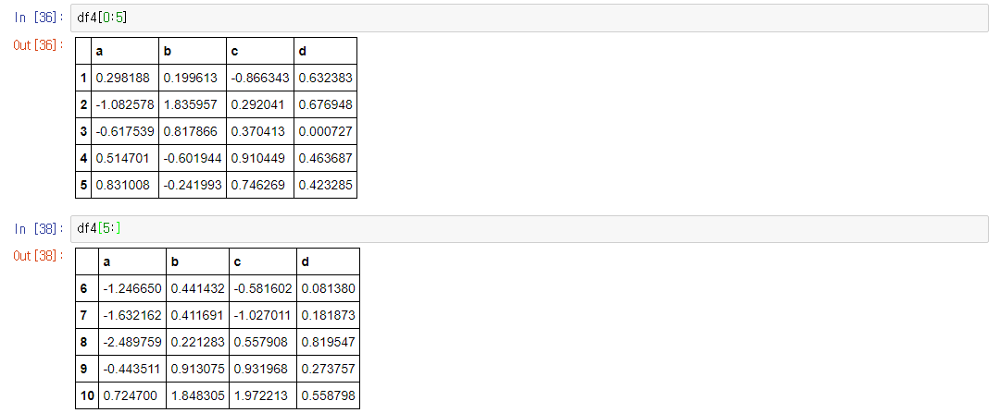 In [36]: df4[0:5]
Out[36]:
a b c d
1 0.298188 0.199613 -0.866343 0.632383
2 -1.082578 1.835957 0.292041 0.676948
3 -0.617539 0.817866 0.370413 0.000727
4 0.514701 -0.601944 0.910449 0.463687
5 0.831008 -0.241993 0.746269 0.423285
In [38]: df4[5:]
Out[38]:
a b c d
6 -1.246650 0.441432 -0.581602 0.081380
7 -1.632162 0.411691 -1.027011 0.181873
8 -2.489759 0.221283 0.557908 0.819547
9 -0.443511 0.913075 0.931968 0.273757
10 0.724700 1.848305 1.972213 0.558798